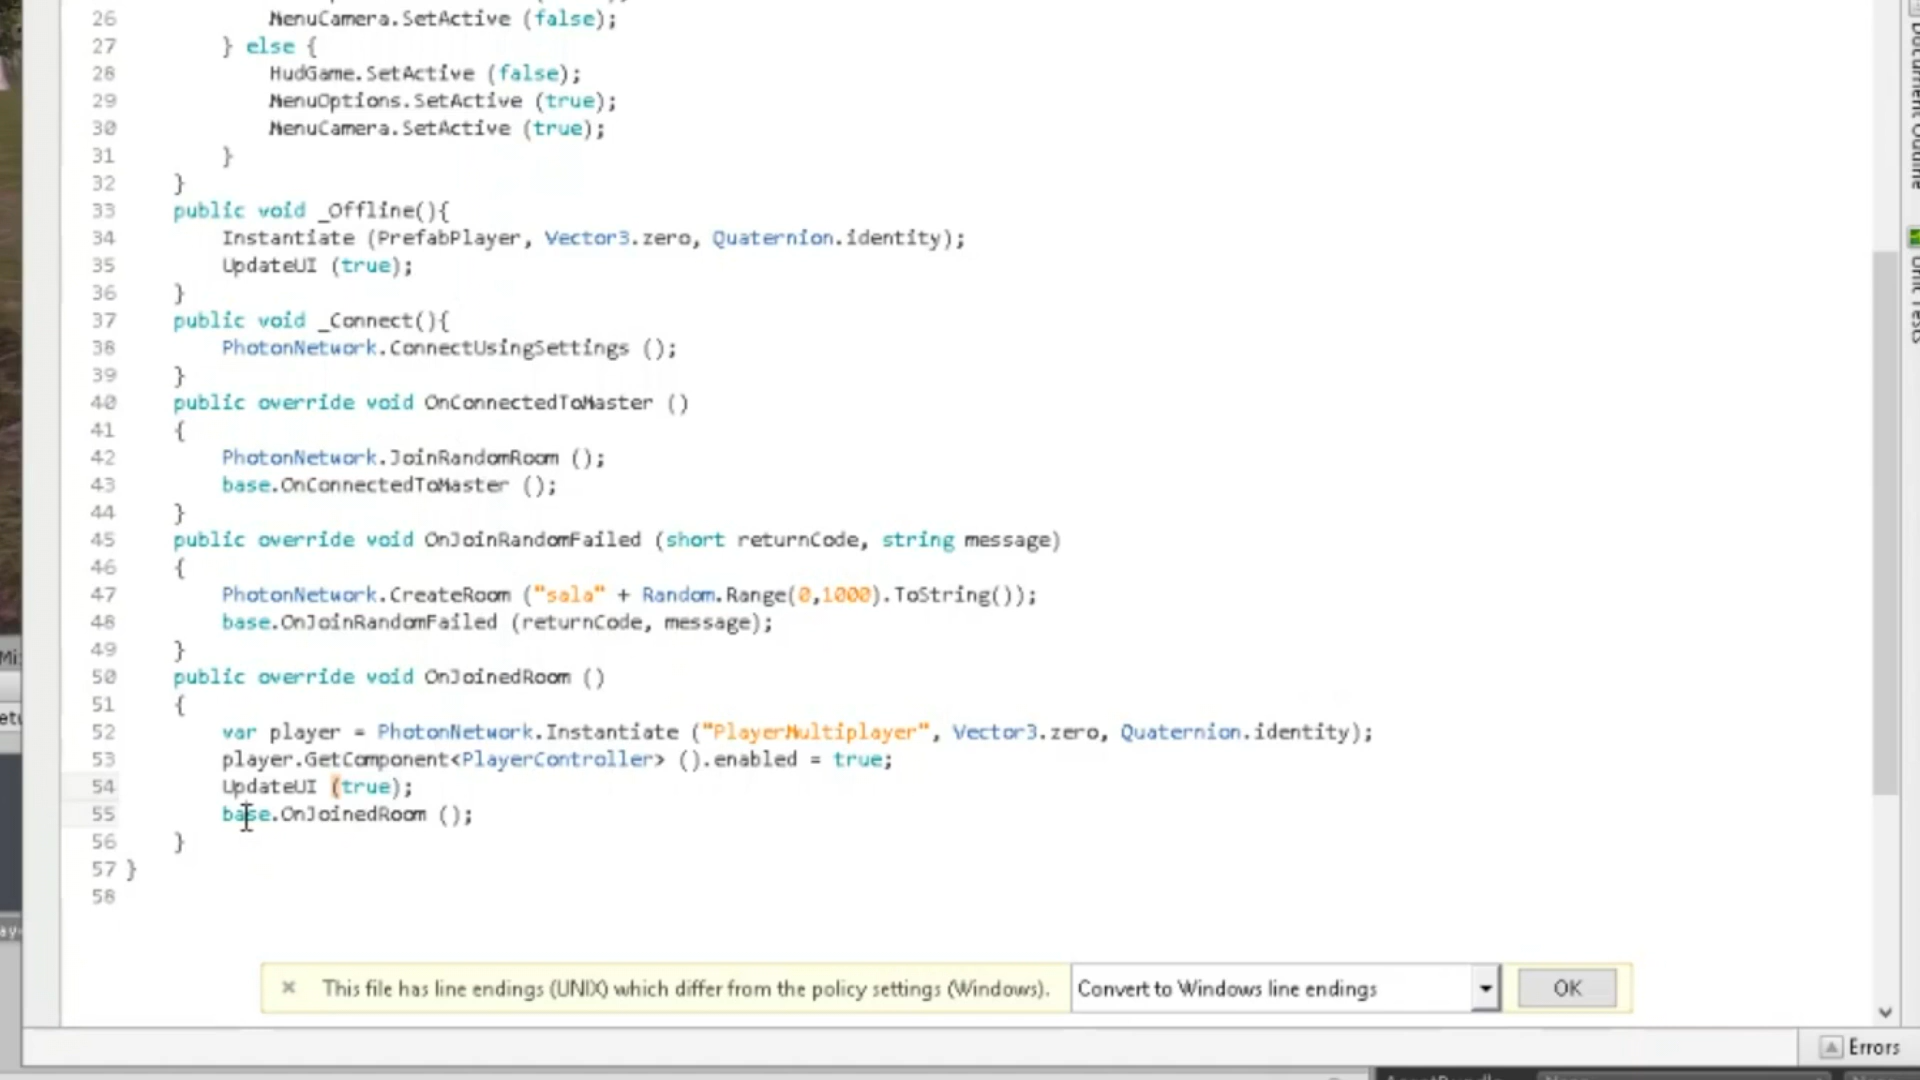 26 MenuCamera.SetActive (false);
27 } else {
28 HudGame.SetActive (false);
29 MenuOptions.SetActive (true);
30 MenuCamera.SetActive (true);
31 }
32 }
33 public void _Offline(){
34 Instantiate (PrefabPlayer, Vector3.zero, Quaternion.identity);
35 UpdateUI (true);
36 }
37 public void _Connect(){
38 PhotonNetwork.ConnectUsingSettings ();
39 }
40 public override void OnConnectedToMaster ()
41 {
42 PhotonNetwork.JoinRandomRoom ();
43 base.OnConnectedToMaster ();
44 }
45 public override void OnJoinRandomFailed (short returnCode, string message)
46 {
47 PhotonNetwork.CreateRoom ("sala" + Random.Range(0,1000).ToString());
48 base.OnJoinRandomFailed (returnCode, message);
49 }
50 public override void OnJoinedRoom ()
51 {
52 var player = PhotonNetwork.Instantiate ("PlayerMultiplayer", Vector3.zero, Quaternion.identity);
53 player.GetComponent<PlayerController> ().enabled = true;
54 UpdateUI (true);
55 base.OnJoinedRoom ();
56 }
57 }
58
This file has line endings (UNIX) which differ from the policy settings (Windows). Convert to Windows line endings OK
Errors
Document Outline
Unit Tests